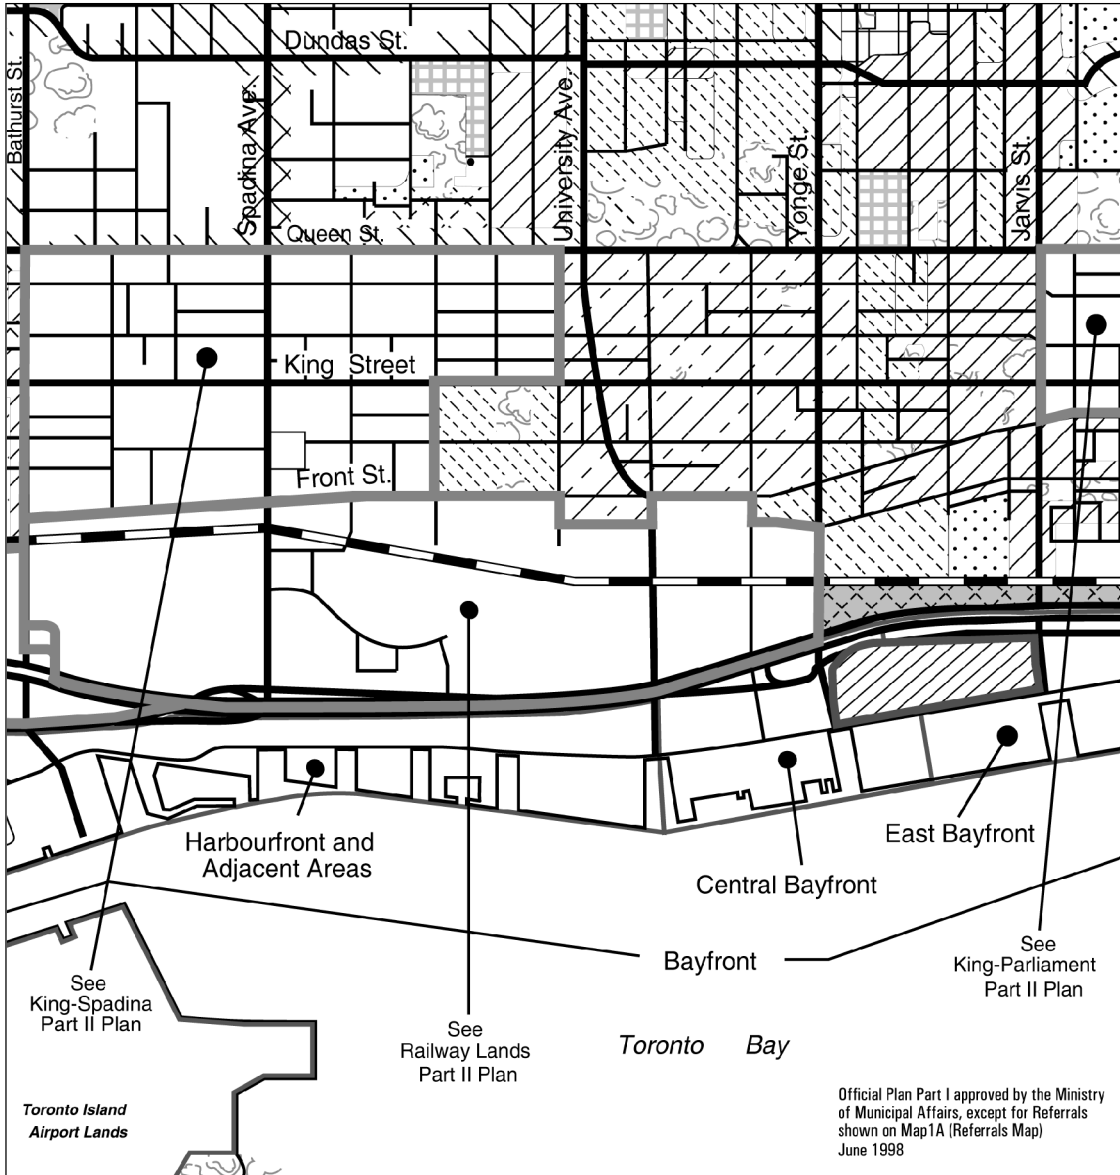 Dundas St.
Bathurst St.
Spadina Ave.
University Ave.
Yonge St.
Jarvis St.
Queen St.
King Street
Front St.
Harbourfront and
Adjacent Areas
East Bayfront
Central Bayfront
Bayfront
See
King-Parliament
Part II Plan
See
King-Spadina
Part II Plan
See
Railway Lands
Part II Plan
Toronto Bay
Toronto Island
Airport Lands
Official Plan Part I approved by the Ministry
of Municipal Affairs, except for Referrals
shown on Map1A (Referrals Map)
June 1998